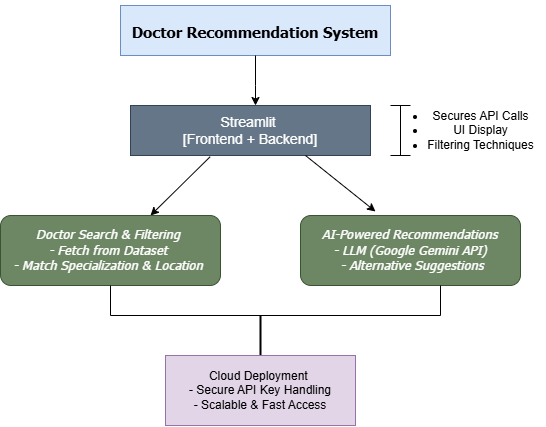 Doctor Recommendation System
Streamlit
[Frontend + Backend]
• Secures API Calls
• UI Display
• Filtering Techniques
Doctor Search & Filtering
- Fetch from Dataset
- Match Specialization & Location
AI-Powered Recommendations
- LLM (Google Gemini API)
- Alternative Suggestions
Cloud Deployment
- Secure API Key Handling
- Scalable & Fast Access